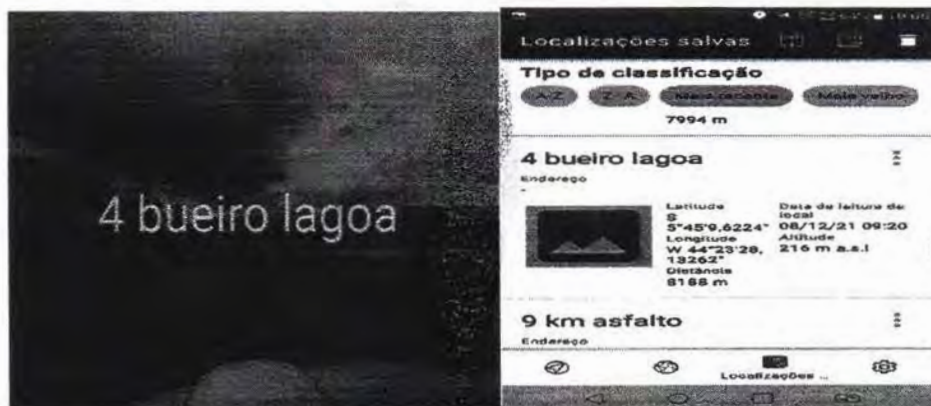 4 bueiro lagoa
Localizações salvas
Tipo de classificação
A-Z
Z-A
Mais recente
Mais velho
7994 m
4 bueiro lagoa
Endereço
-
Latitude
S
5°45'9,6224"
Longitude
W 44°23'28,
13262"
Distância
8188 m
Data de leitura de
local
08/12/21 09:20
Altitude
216 m a.s.l
9 km asfalto
Endereço
Localizações ...